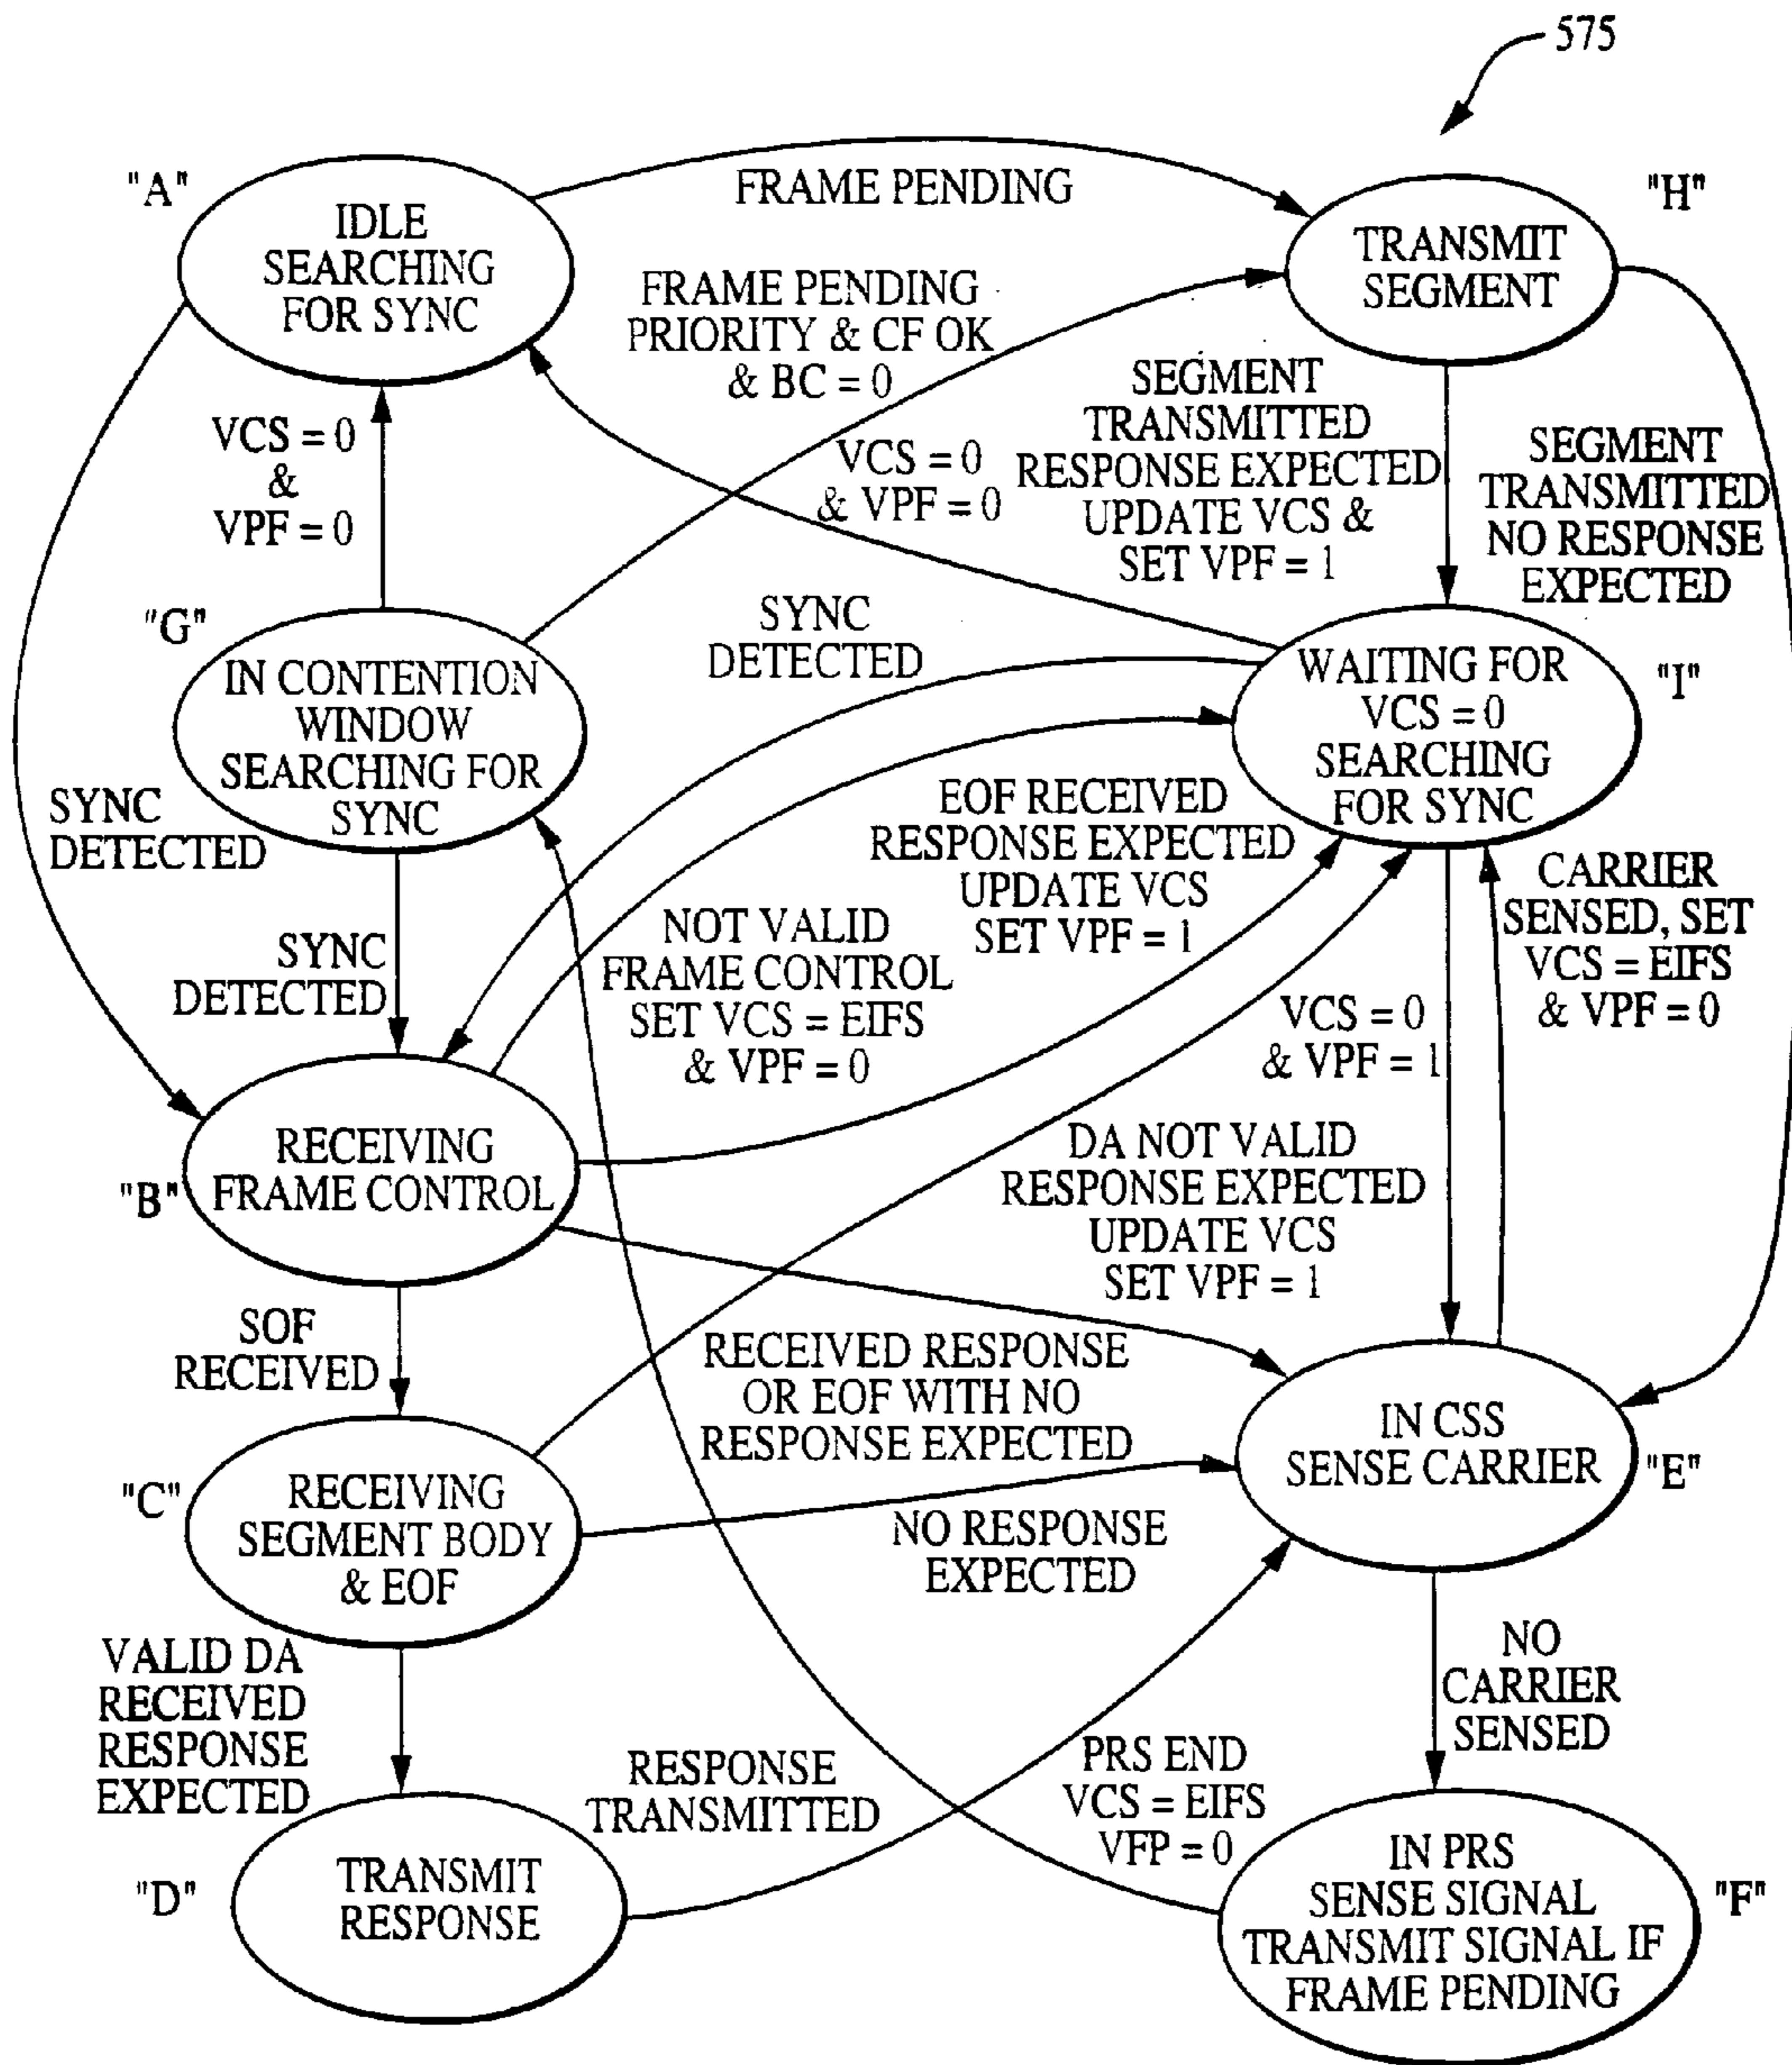 575
"A"
IDLE
SEARCHING
FOR SYNC
FRAME PENDING
"H"
TRANSMIT
SEGMENT
FRAME PENDING
PRIORITY & CF OK
& BC = 0
VCS = 0
&
VPF = 0
VCS = 0
& VPF = 0
SEGMENT
TRANSMITTED
RESPONSE EXPECTED
UPDATE VCS &
SET VPF = 1
SEGMENT
TRANSMITTED
NO RESPONSE
EXPECTED
"G"
IN CONTENTION
WINDOW
SEARCHING FOR
SYNC
SYNC
DETECTED
WAITING FOR
VCS = 0
SEARCHING
FOR SYNC
"I"
SYNC
DETECTED
SYNC
DETECTED
NOT VALID
FRAME CONTROL
SET VCS = EIFS
& VPF = 0
EOF RECEIVED
RESPONSE EXPECTED
UPDATE VCS
SET VPF = 1
CARRIER
SENSED, SET
VCS = EIFS
& VPF = 0
VCS = 0
& VPF = 1
RECEIVING
FRAME CONTROL
"B"
DA NOT VALID
RESPONSE EXPECTED
UPDATE VCS
SET VPF = 1
SOF
RECEIVED
RECEIVED RESPONSE
OR EOF WITH NO
RESPONSE EXPECTED
IN CSS
SENSE CARRIER
"E"
"C"
RECEIVING
SEGMENT BODY
& EOF
NO RESPONSE
EXPECTED
VALID DA
RECEIVED
RESPONSE
EXPECTED
NO
CARRIER
SENSED
RESPONSE
TRANSMITTED
PRS END
VCS = EIFS
VFP = 0
"D"
TRANSMIT
RESPONSE
IN PRS
SENSE SIGNAL
TRANSMIT SIGNAL IF
FRAME PENDING
"F"